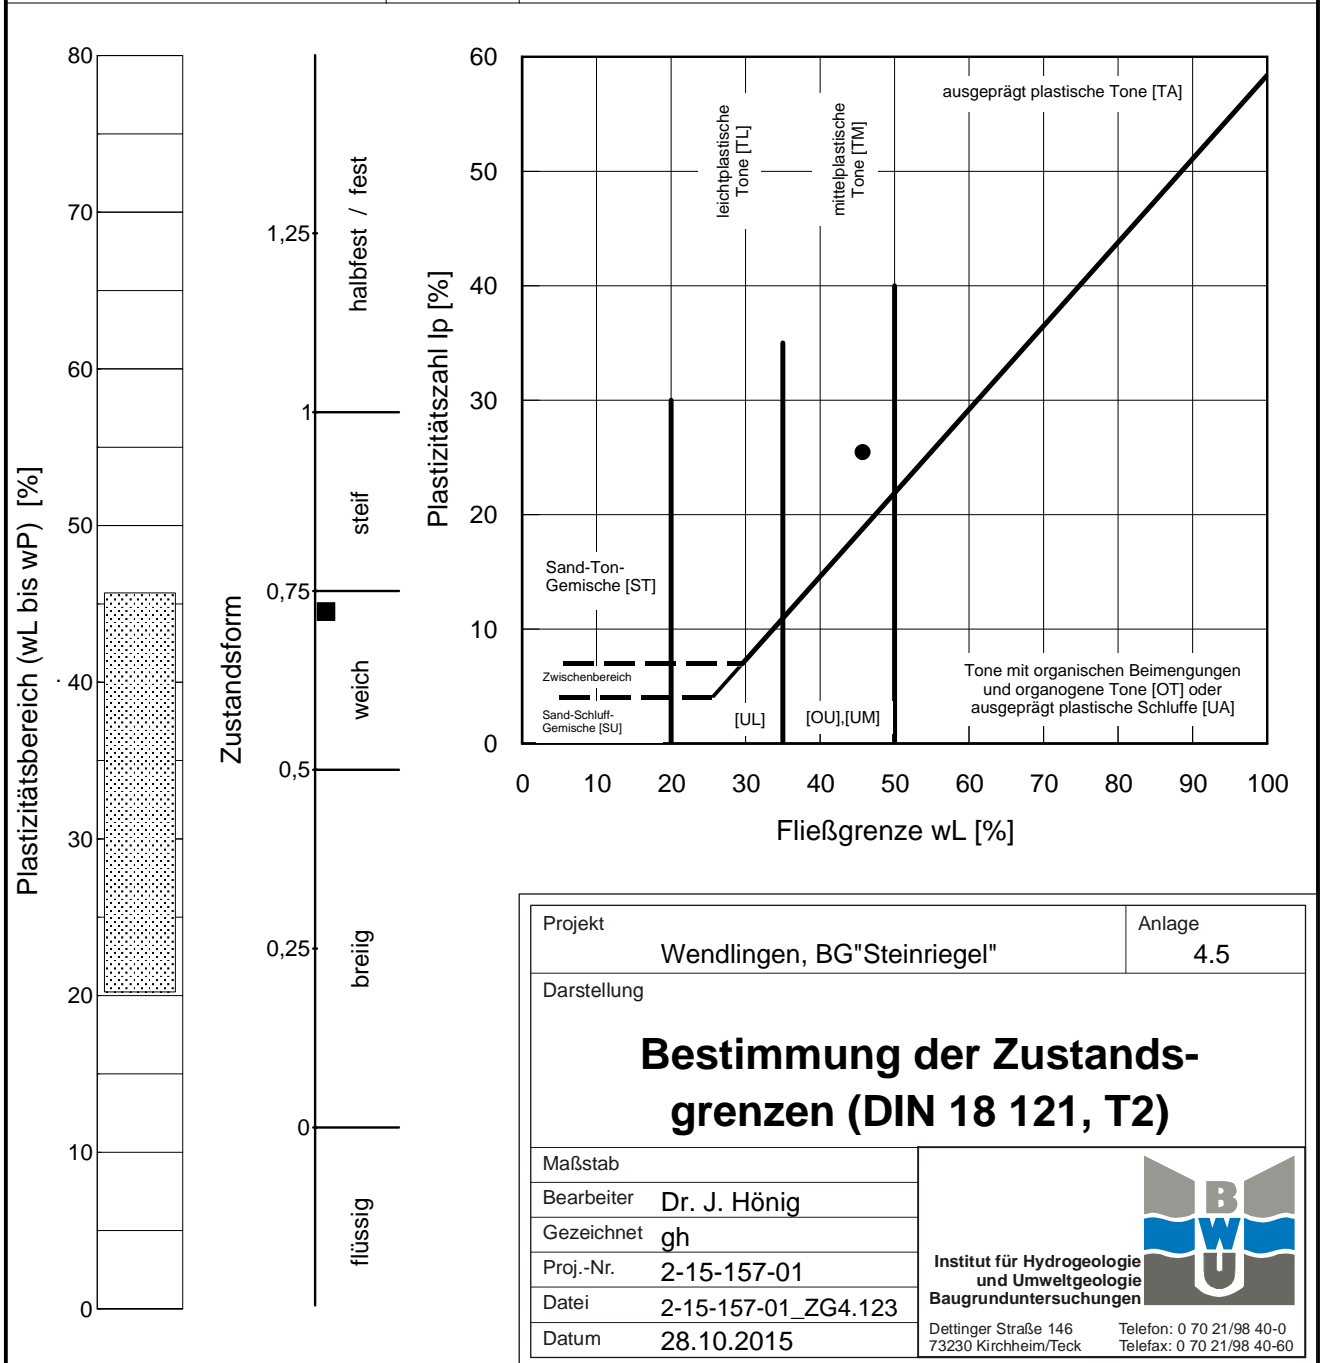 Plastizitätsbereich (wL bis wP) [%]
80
70
60
50
40
30
20
10
0
Zustandsform
1,25
1
0,75
0,5
0,25
0
halbfest / fest
steif
weich
breiig
flüssig
Plastizitätszahl Ip [%]
60
50
40
30
20
10
0
leichtplastische
Tone [TL]
mittelplastische
Tone [TM]
ausgeprägt plastische Tone [TA]
Sand-Ton-
Gemische [ST]
Zwischenbereich
Sand-Schluff-
Gemische [SU]
[UL]
[OU],[UM]
Tone mit organischen Beimengungen
und organogene Tone [OT] oder
ausgeprägt plastische Schluffe [UA]
0 10 20 30 40 50 60 70 80 90 100
Fließgrenze wL [%]
Projekt
Wendlingen, BG"Steinriegel"
Anlage
4.5
Darstellung
Bestimmung der Zustands-
grenzen (DIN 18 121, T2)
Maßstab
Bearbeiter Dr. J. Hönig
Gezeichnet gh
Proj.-Nr. 2-15-157-01
Datei 2-15-157-01_ZG4.123
Datum 28.10.2015
BWU
Institut für Hydrogeologie
und Umweltgeologie
Baugrunduntersuchungen
Dettinger Straße 146 Telefon: 0 70 21/98 40-0
73230 Kirchheim/Teck Telefax: 0 70 21/98 40-60